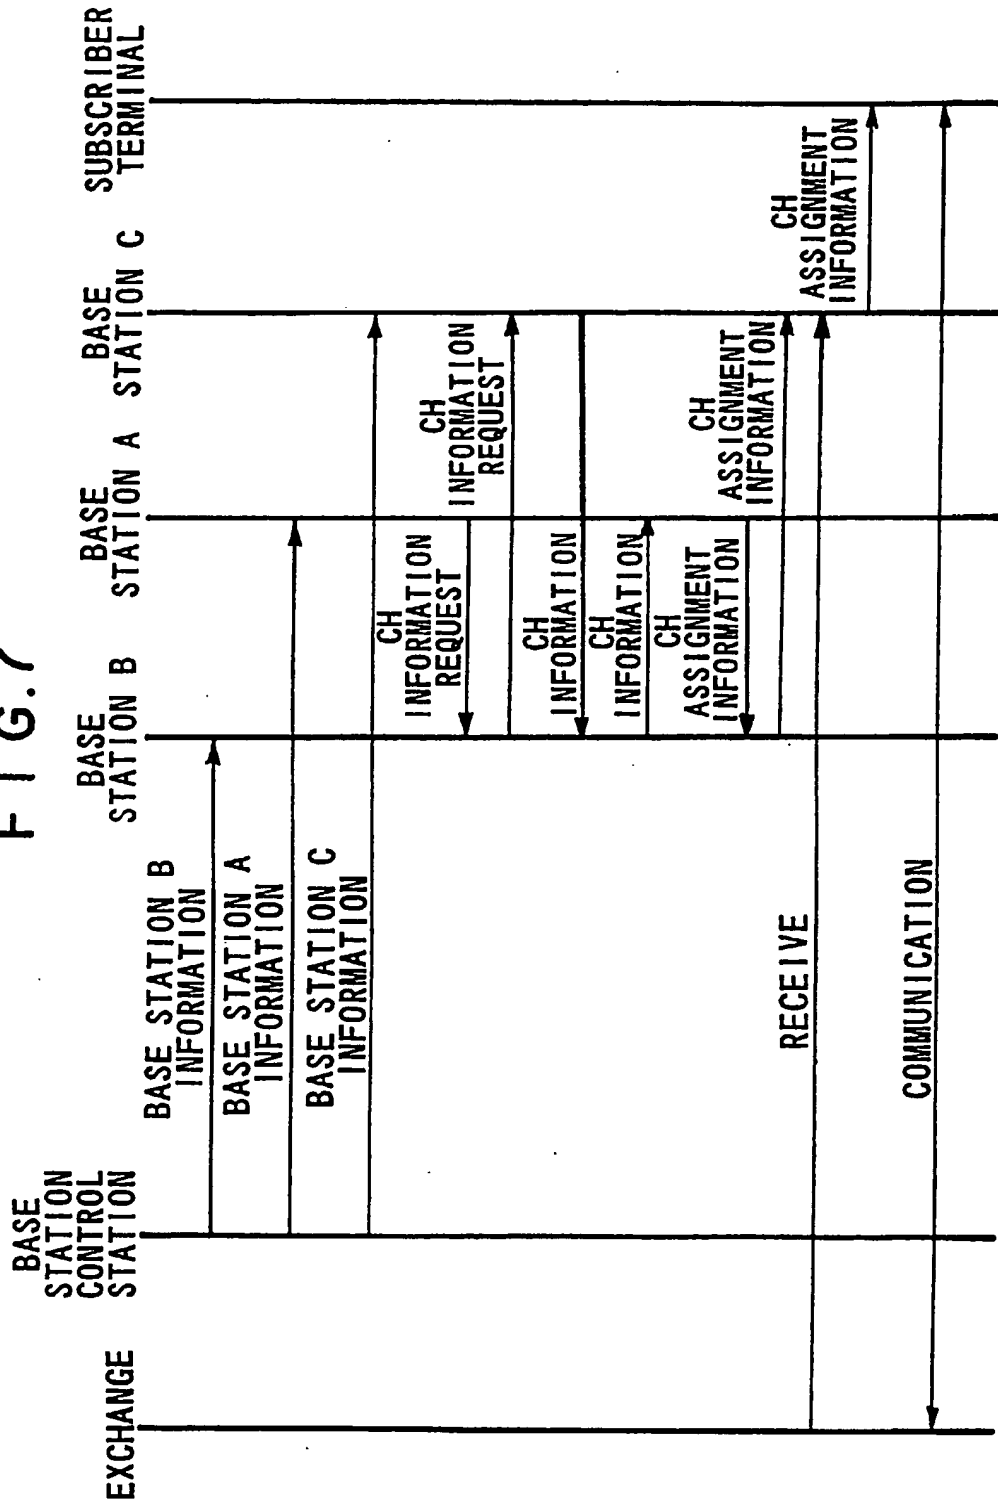 FIG.7
EXCHANGE
BASE
STATION
CONTROL
STATION
BASE
STATION B
BASE
STATION A
BASE
STATION C
SUBSCRIBER
TERMINAL
BASE STATION B
INFORMATION
BASE STATION A
INFORMATION
BASE STATION C
INFORMATION
CH
INFORMATION
REQUEST
CH
INFORMATION
REQUEST
CH
INFORMATION
CH
INFORMATION
CH
ASSIGNMENT
INFORMATION
CH
ASSIGNMENT
INFORMATION
RECEIVE
CH
ASSIGNMENT
INFORMATION
COMMUNICATION